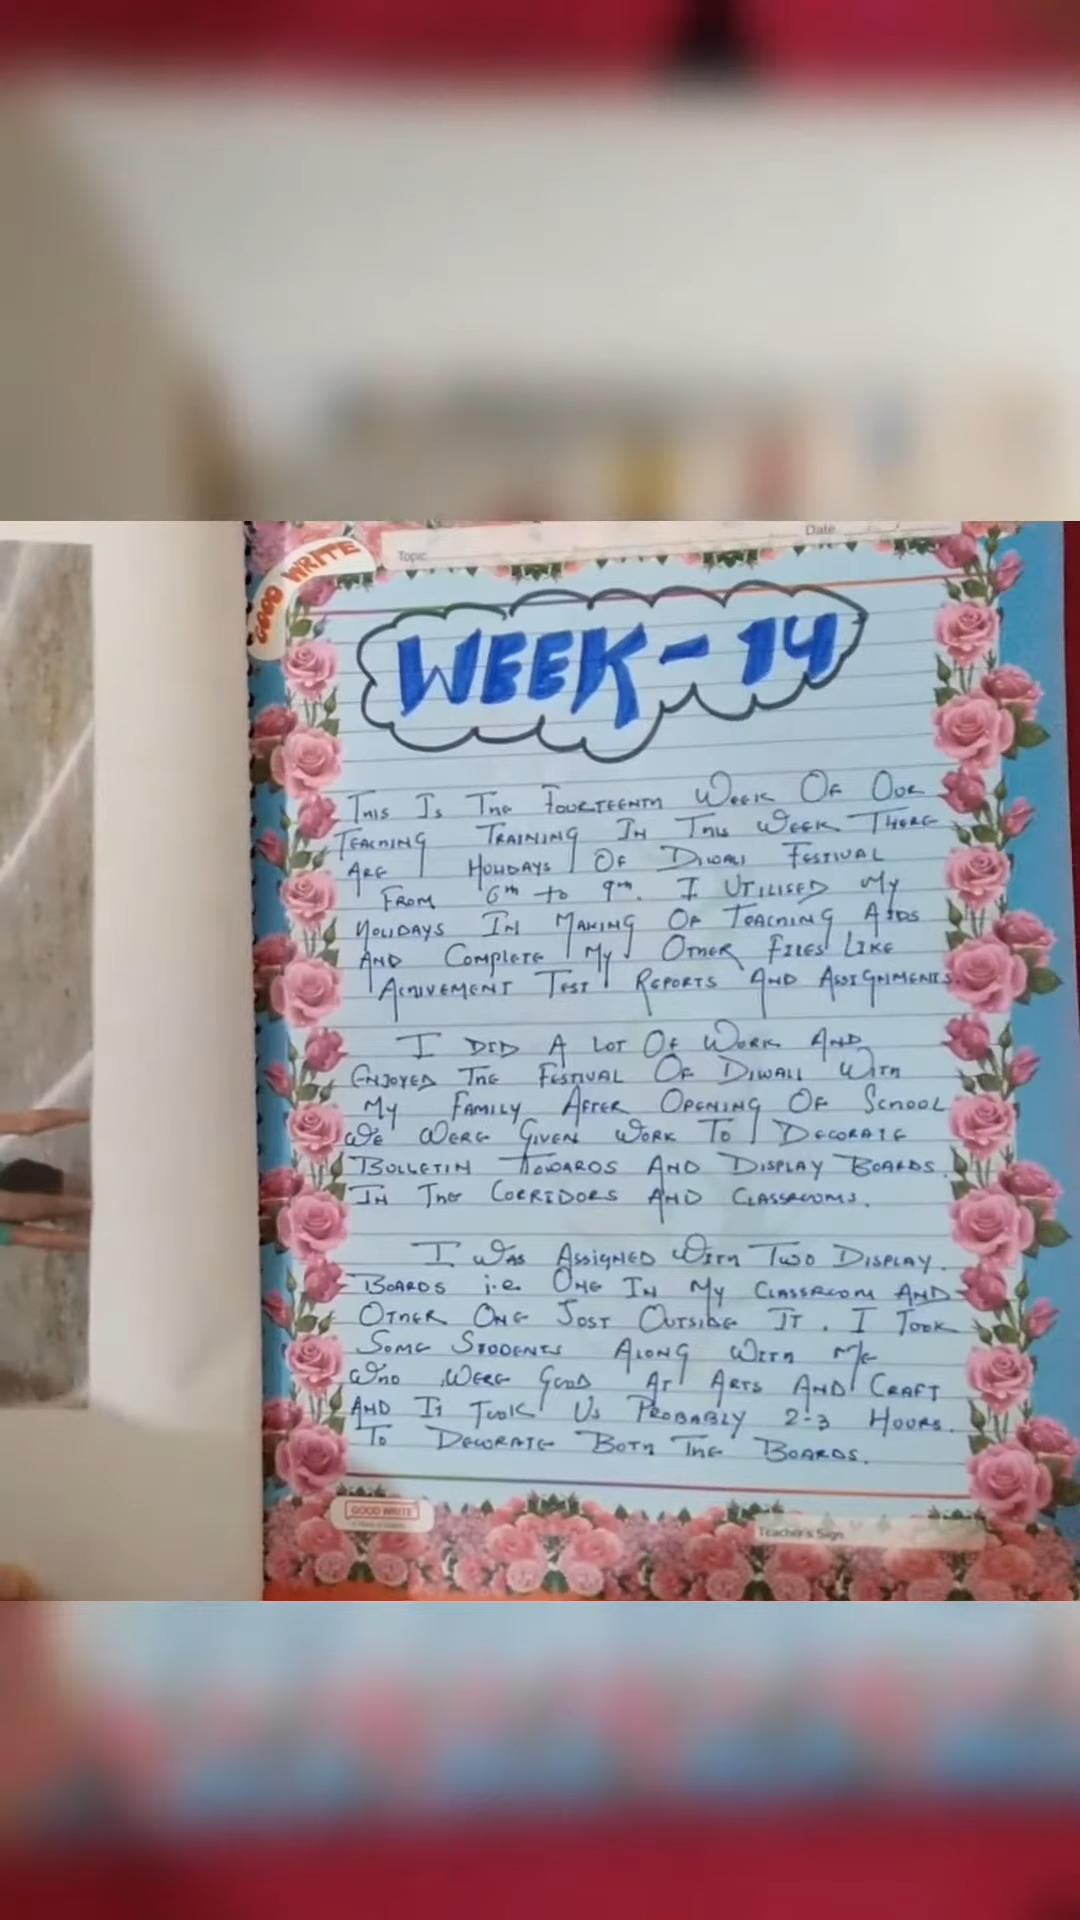 Date
Topic
GOOD WRITE
WEEK-14
THIS IS THE FOURTEENTH WEEK OF OUR
TEACHING TRAINING IN THIS WEEK THERE
ARE HOLIDAYS OF DIWALI FESTIVAL
FROM 6th to 9th. I UTILISED MY
HOLIDAYS IN MAKING OF TEACHING AIDS
AND COMPLETE MY OTHER FILES LIKE
ACHIVEMENT TEST REPORTS AND ASSIGNMENTS.
I DID A LOT OF WORK AND
ENJOYED THE FESTIVAL OF DIWALI WITH
MY FAMILY AFTER OPENING OF SCHOOL
WE WERE GIVEN WORK TO DECORATE
BULLETIN AND DISPLAY BOARDS.
IN THE CORRIDORS AND CLASSROOMS.
I WAS ASSIGNED WITH TWO DISPLAY
BOARDS i.e. ONE IN MY CLASSROOM AND
OTHER ONE JUST OUTSIDE IT. I TOOK
SOME STUDENTS ALONG WITH ME
WHO WERE GOOD AT ARTS AND CRAFT
AND IT TOOK US PROBABLY 2-3 HOURS.
TO DECORATE BOTH THE BOARDS.
GOOD WRITE
Teacher's Sign